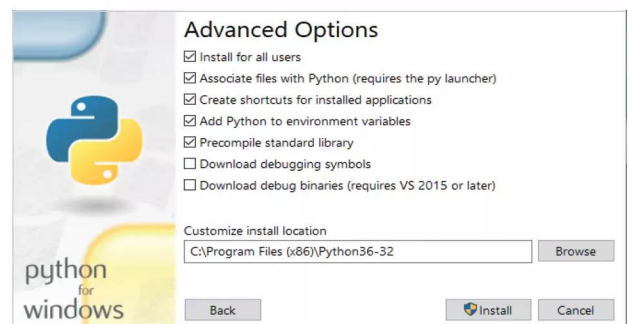 Advanced Options
Install for all users
Associate files with Python (requires the py launcher)
Create shortcuts for installed applications
Add Python to environment variables
Precompile standard library
Download debugging symbols
Download debug binaries (requires VS 2015 or later)
Customize install location
C:\Program Files (x86)\Python36-32
Browse
python
for
windows
Back
Install
Cancel